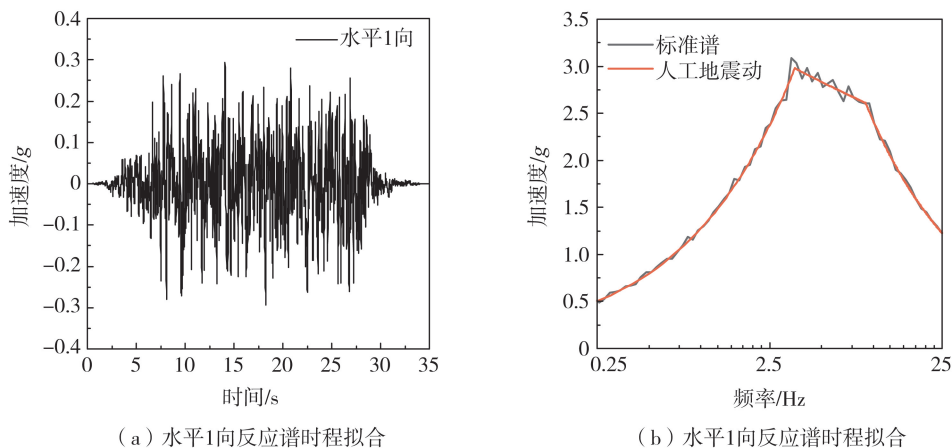 0.4
0.3
0.2
0.1
0
−0.1
−0.2
−0.3
−0.4
加速度/g
水平1向
0 5 10 15 20 25 30 35
时间/s
（a）水平1向反应谱时程拟合
3.5
3.0
2.5
2.0
1.5
1.0
0.5
0
加速度/g
标准谱
人工地震动
0.25 2.5 25
频率/Hz
（b）水平1向反应谱时程拟合